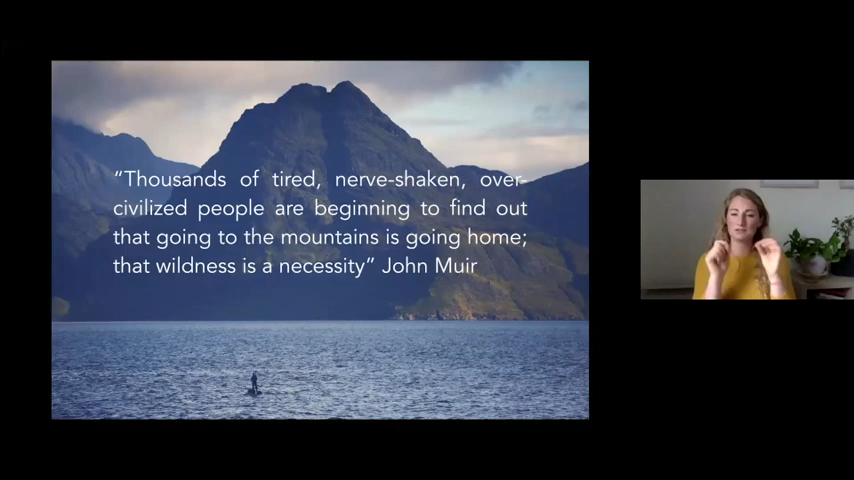 “Thousands of tired, nerve-shaken, over-
civilized people are beginning to find out
that going to the mountains is going home;
that wildness is a necessity” John Muir